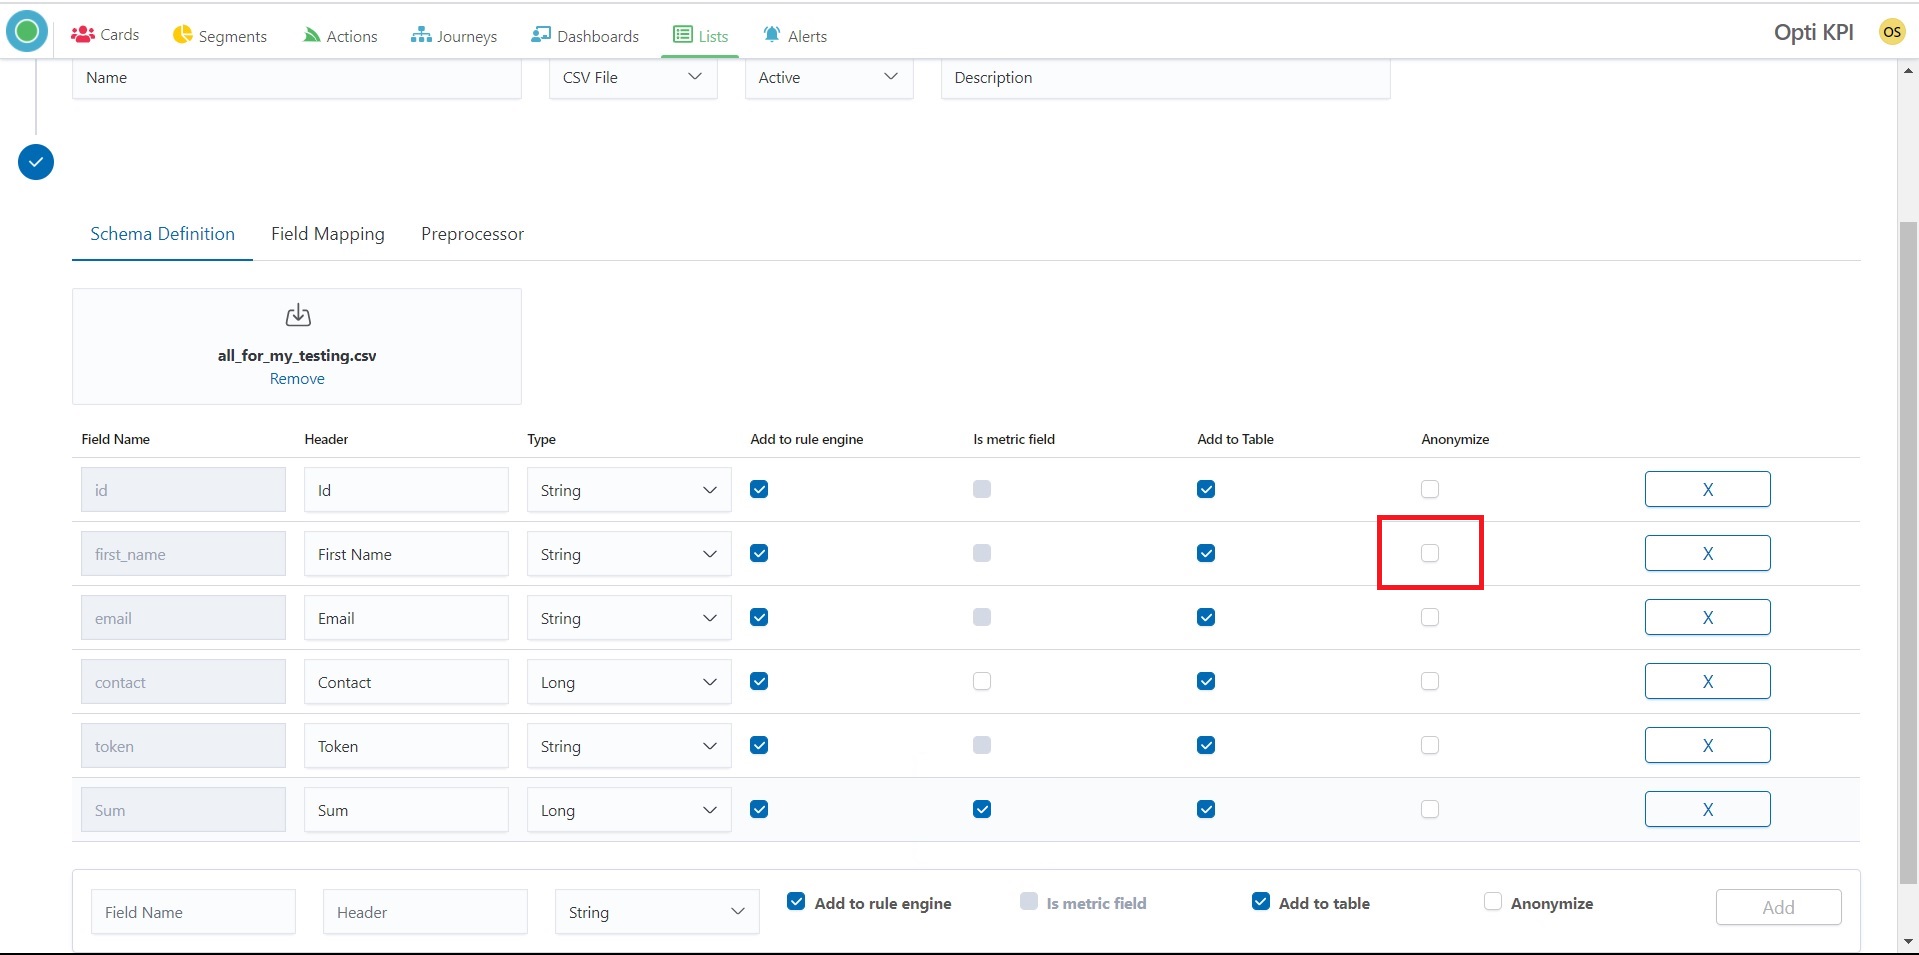 Cards Segments Actions Journeys Dashboards Lists Alerts Opti KPI OS
Name CSV File Active Description
Schema Definition Field Mapping Preprocessor
all_for_my_testing.csv
Remove
Field Name Header Type Add to rule engine Is metric field Add to Table Anonymize
id Id String X
first_name First Name String X
email Email String X
contact Contact Long X
token Token String X
Sum Sum Long X
Field Name Header String Add to rule engine Is metric field Add to table Anonymize Add